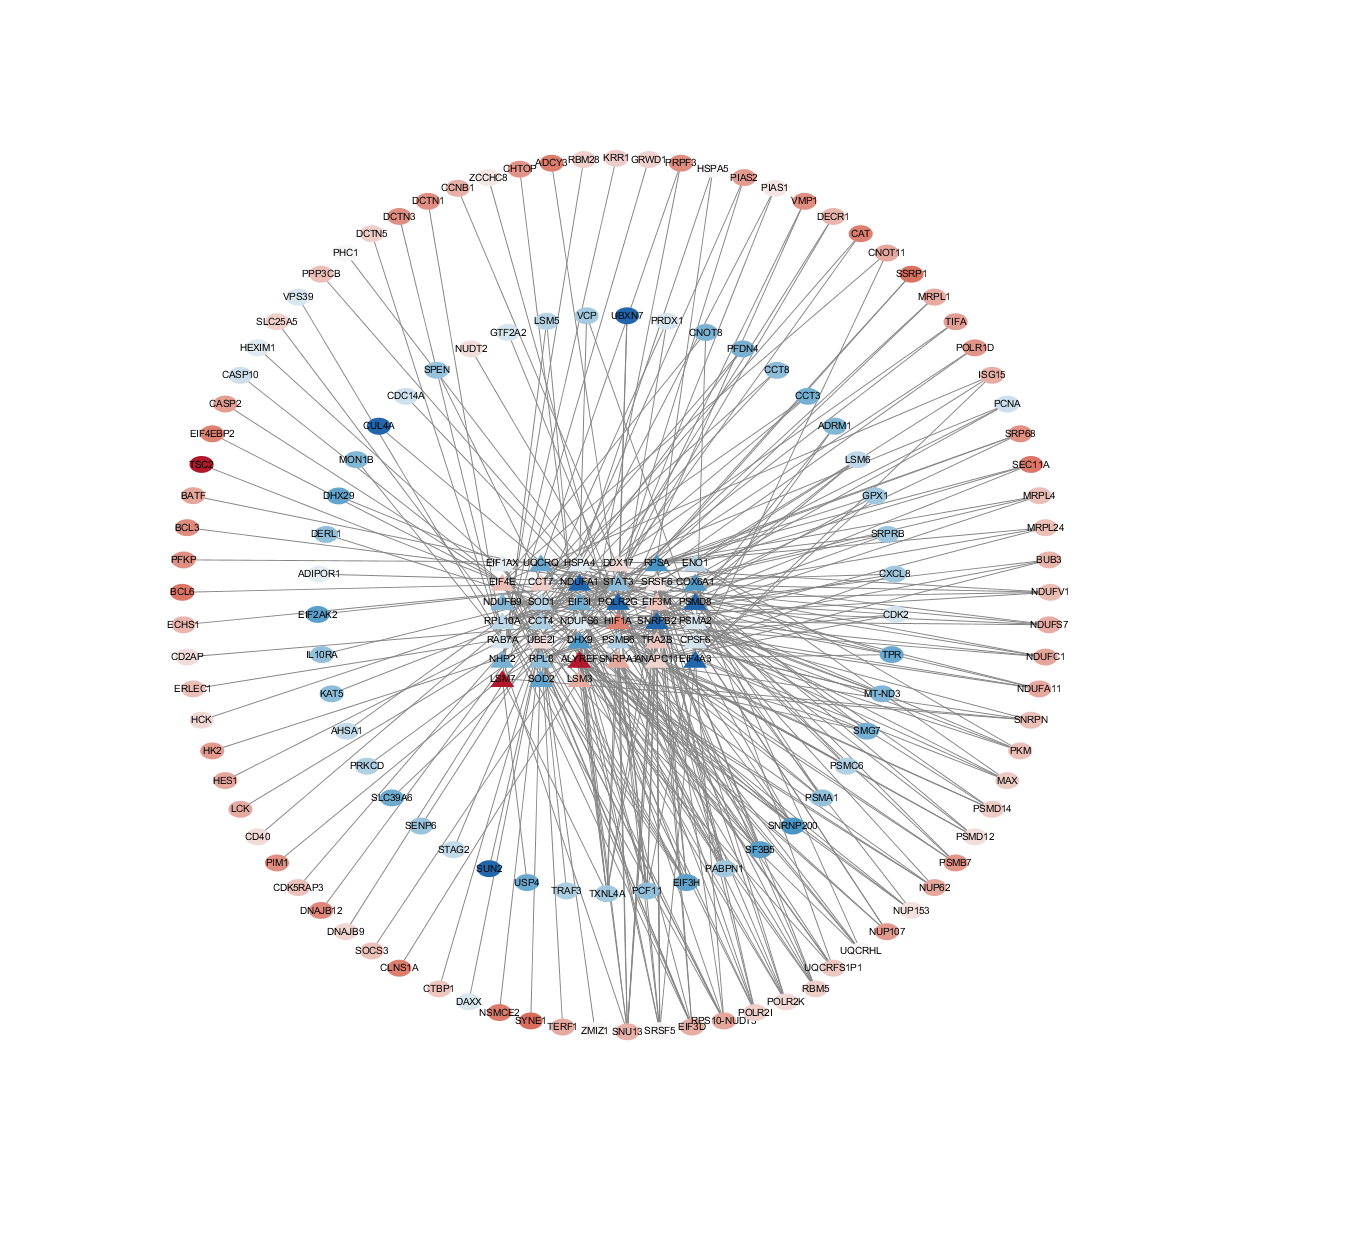 ADCY3
RBM28
KRR1
GRWD1
PRPF3
HSPA5
CHTOP
ZCCHC8
PIAS2
PIAS1
CCNB1
DCTN1
VMP1
DCTN3
DECR1
DCTN5
CAT
PHC1
CNOT11
PPP3CB
SSRP1
VPS39
MRPL1
SLC25A5
LSM5
VCP
UBXN7
PRDX1
TIFA
GTF2A2
CNOT8
HEXIM1
NUDT2
PFDN4
POLR1D
CASP10
SPEN
CCT8
ISG15
CDC14A
CCT3
CASP2
PCNA
EIF4EBP2
CUL4A
ADRM1
SRP68
TSC2
MON1B
LSM6
SEC11A
BATF
DHX29
GPX1
MRPL4
BCL3
DERL1
SRPRB
MRPL24
PFKP
EIF1AX
UQCRQ
HSPA4
DDX17
RPSA
ENO1
BUB3
ADIPOR1
CXCL8
EIF4E
CCT7
NDUFA1
STAT3
SRSF6
COX6A1
BCL6
NDUFV1
NDUFB9
SOD1
EIF3I
POLR2G
EIF3M
PSMD8
EIF2AK2
CDK2
ECHS1
RPL10A
CCT4
NDUFS6
HIF1A
SNRPB2
PSMA2
NDUFS7
RAB7A
UBE2I
DHX9
PSMB6
TRA2B
CPSF6
CD2AP
IL10RA
NHP2
RPL8
ALYREF
ANAPC11
EIF4A3
TPR
NDUFC1
LSM7
SOD2
LSM3
ERLEC1
KAT5
MT-ND3
NDUFA11
HCK
AHSA1
SMG7
SNRPN
HK2
PRKCD
PSMC6
PKM
HES1
SLC39A6
PSMA1
MAX
LCK
SENP6
SNRNP200
PSMD14
CD40
STAG2
SF3B5
PSMD12
PIM1
SUN2
USP4
TRAF3
TXNL4A
PCF11
EIF3H
PABPN1
PSMB7
CDK5RAP3
NUP62
DNAJB12
NUP153
DNAJB9
NUP107
SOCS3
UQCRHL
CLNS1A
UQCRFS1P1
CTBP1
RBM5
DAXX
POLR2K
NSMCE2
POLR2I
SYNE1
TERF1
ZMIZ1
SNU13
SRSF5
EIF3D